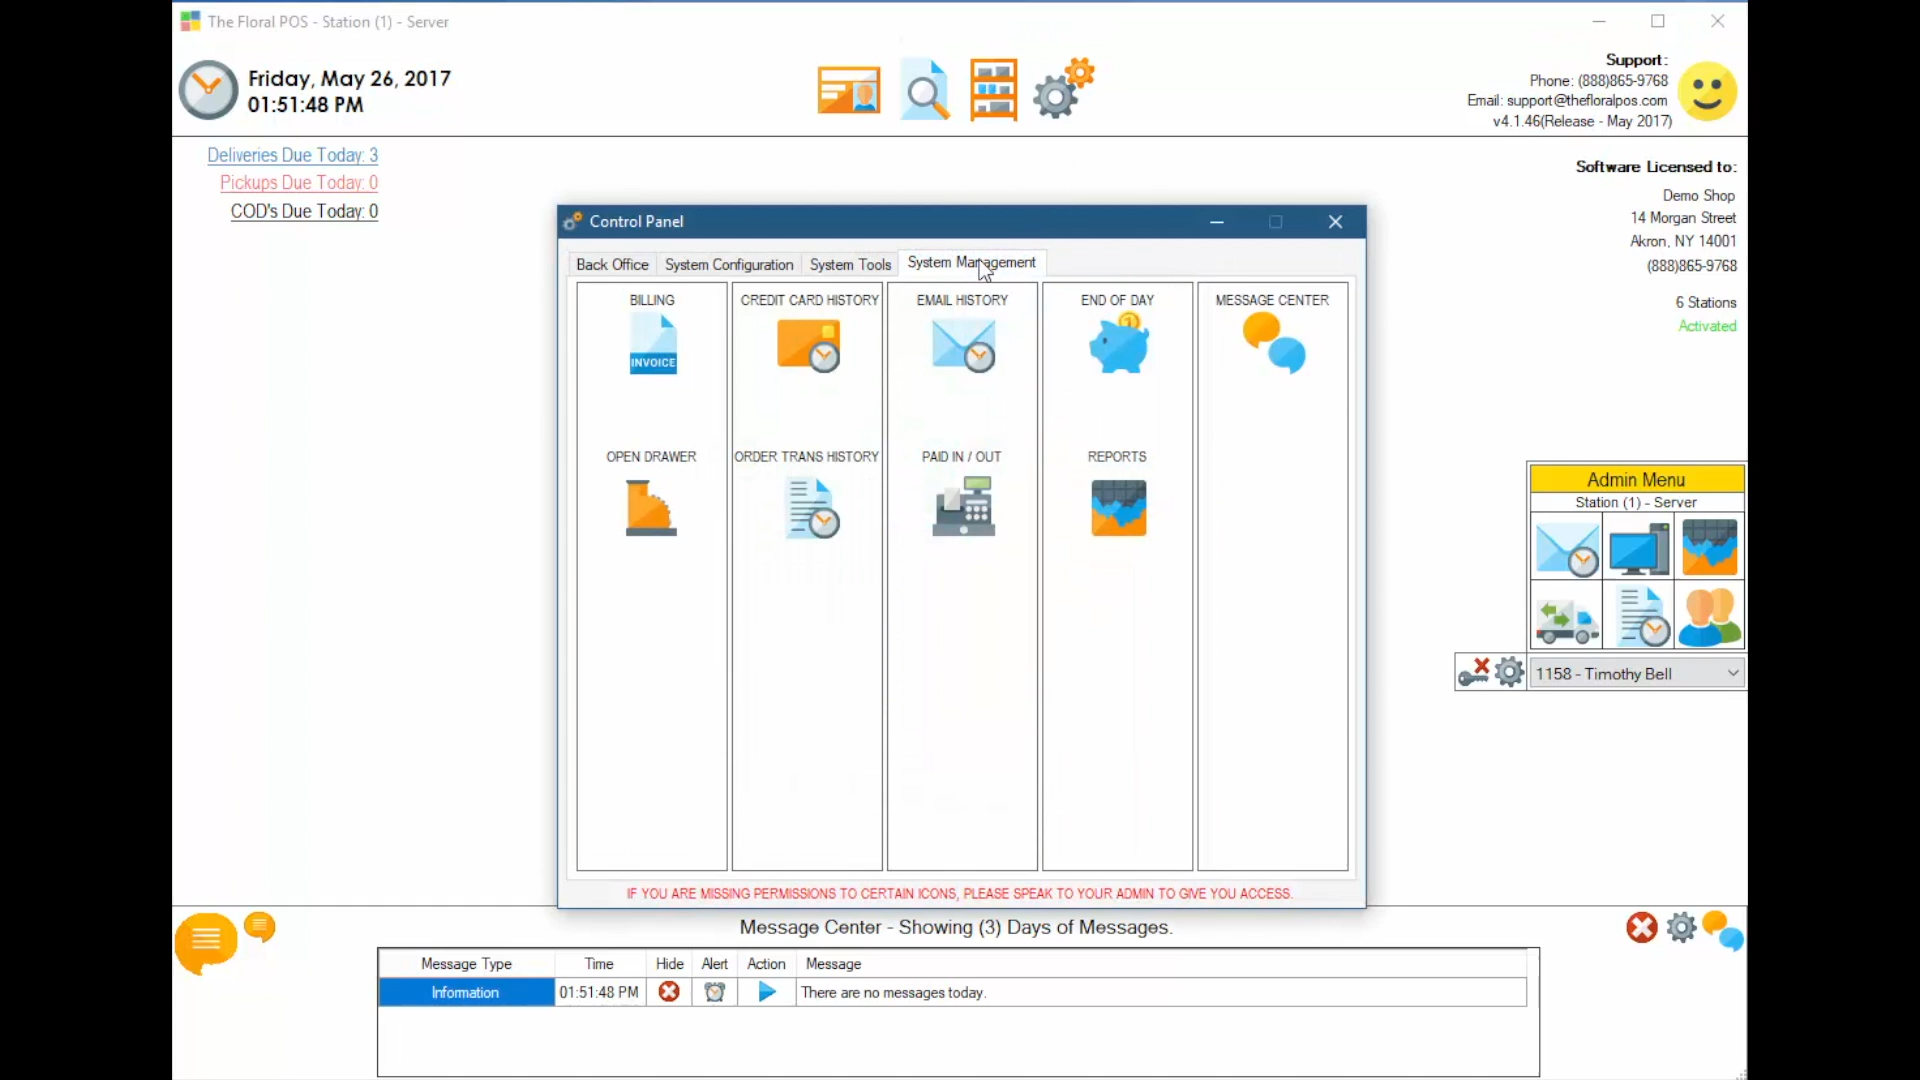 The Floral POS - Station (1) - Server
Friday, May 26, 2017
01:51:48 PM
Support:
Phone: (888)865-9768
Email: support@thefloralpos.com
v4.1.46(Release - May 2017)
Deliveries Due Today: 3
Pickups Due Today: 0
COD's Due Today: 0
Software Licensed to:
Demo Shop
14 Morgan Street
Akron, NY 14001
(888)865-9768
6 Stations
Activated
Control Panel
Back Office System Configuration System Tools System Management
BILLING CREDIT CARD HISTORY EMAIL HISTORY END OF DAY MESSAGE CENTER
INVOICE
OPEN DRAWER ORDER TRANS HISTORY PAID IN / OUT REPORTS
IF YOU ARE MISSING PERMISSIONS TO CERTAIN ICONS, PLEASE SPEAK TO YOUR ADMIN TO GIVE YOU ACCESS.
Admin Menu
Station (1) - Server
1158 - Timothy Bell
Message Center - Showing (3) Days of Messages.
Message Type Time Hide Alert Action Message
Information 01:51:48 PM There are no messages today.